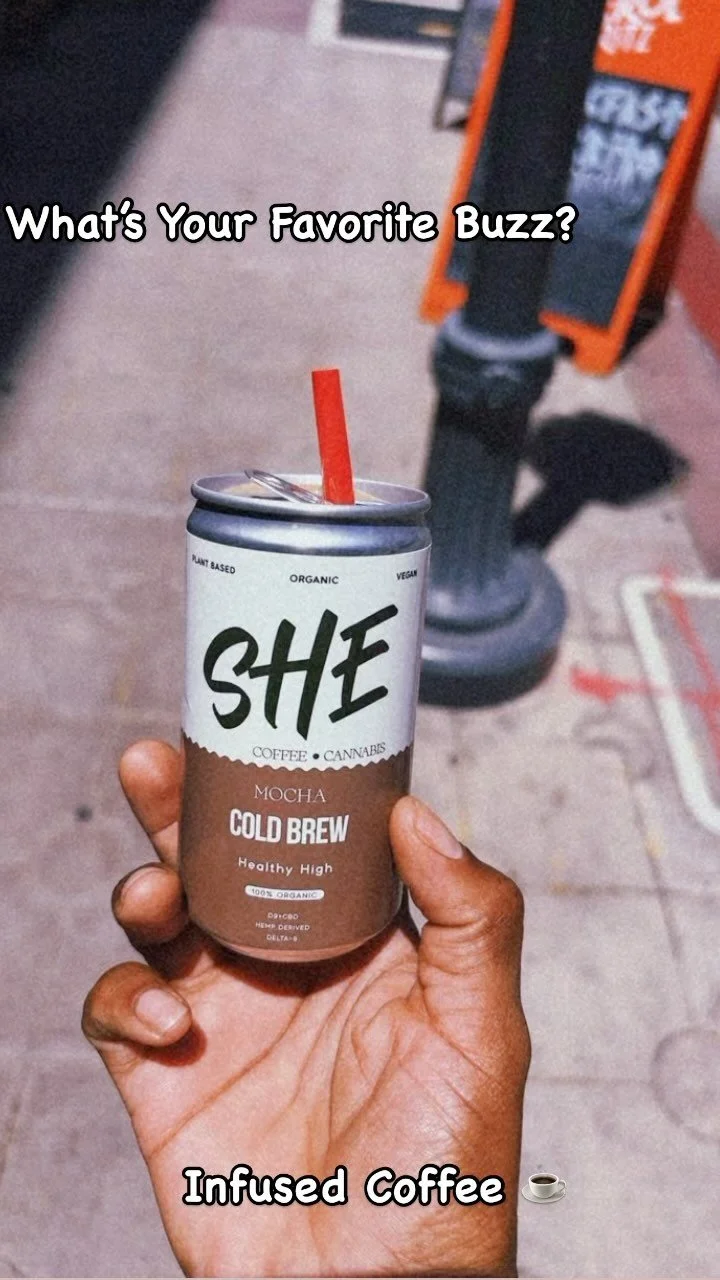 What's Your Favorite Buzz?
PLANT BASED
ORGANIC
VEGAN
SHE
COFFEE • CANNABIS
MOCHA
COLD BREW
Healthy High
100% ORGANIC
D9+CBD
HEMP DERIVED
DELTA-9
Infused Coffee ☕